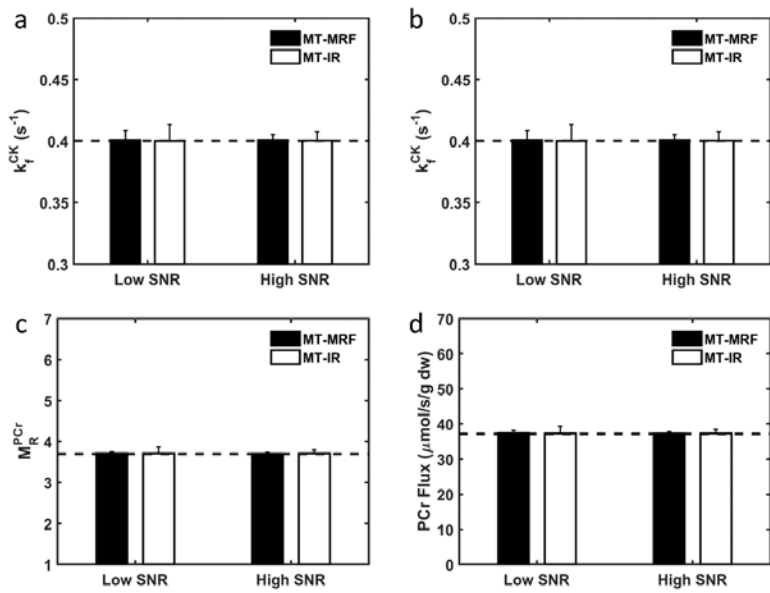 a
0.5
0.45
0.4
0.35
0.3
k_f^CK (s^-1)
MT-MRF
MT-IR
Low SNR
High SNR
b
0.5
0.45
0.4
0.35
0.3
k_f^CK (s^-1)
MT-MRF
MT-IR
Low SNR
High SNR
c
7
6
5
4
3
2
1
M_R^PCr
MT-MRF
MT-IR
Low SNR
High SNR
d
70
60
50
40
30
20
10
0
PCr Flux (μmol/s/g dw)
MT-MRF
MT-IR
Low SNR
High SNR